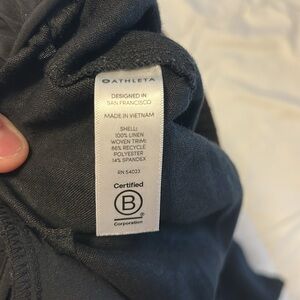 ATHLETA
DESIGNED IN
SAN FRANCISCO
MADE IN VIETNAM
SHELL:
100% LINEN
WOVEN TRIM:
86% RECYCLE
POLYESTER
14% SPANDEX
RN 54023
Certified
B
Corporation